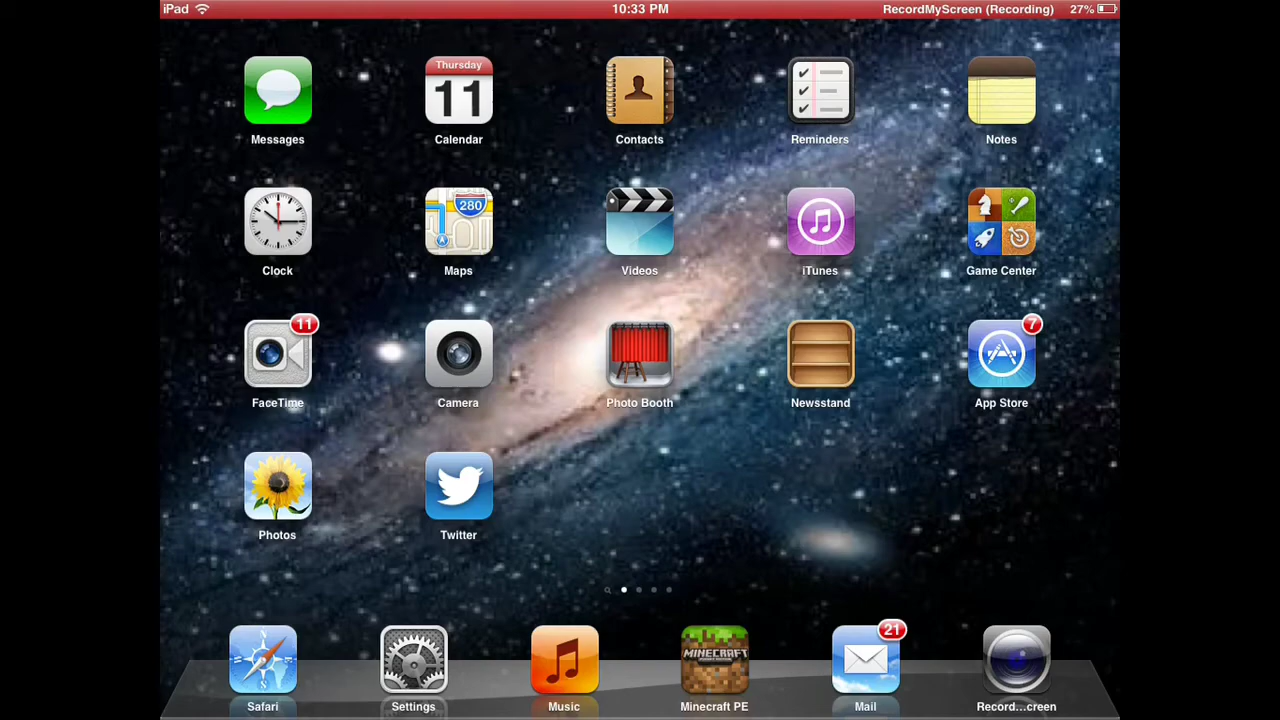 iPad 10:33 PM RecordMyScreen (Recording) 27%
Thursday
11
Messages Calendar Contacts Reminders Notes
280
Clock Maps Videos iTunes Game Center
11 7
FaceTime Camera Photo Booth Newsstand App Store
Photos Twitter
21
MINECRAFT
N
S
Safari Settings Music Minecraft PE Mail Record...creen